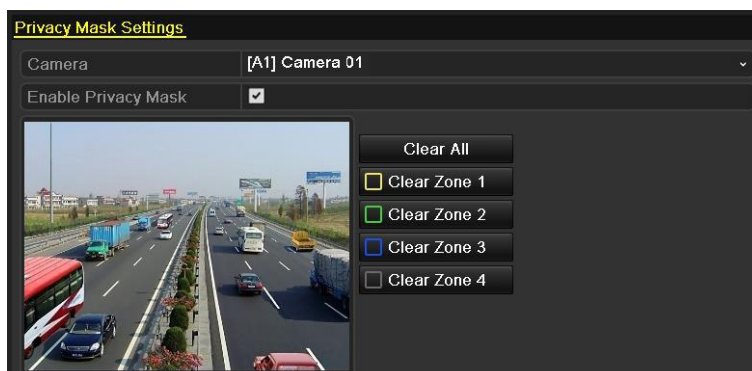 Privacy Mask Settings
Camera
[A1] Camera 01
Enable Privacy Mask
Clear All
Clear Zone 1
Clear Zone 2
Clear Zone 3
Clear Zone 4